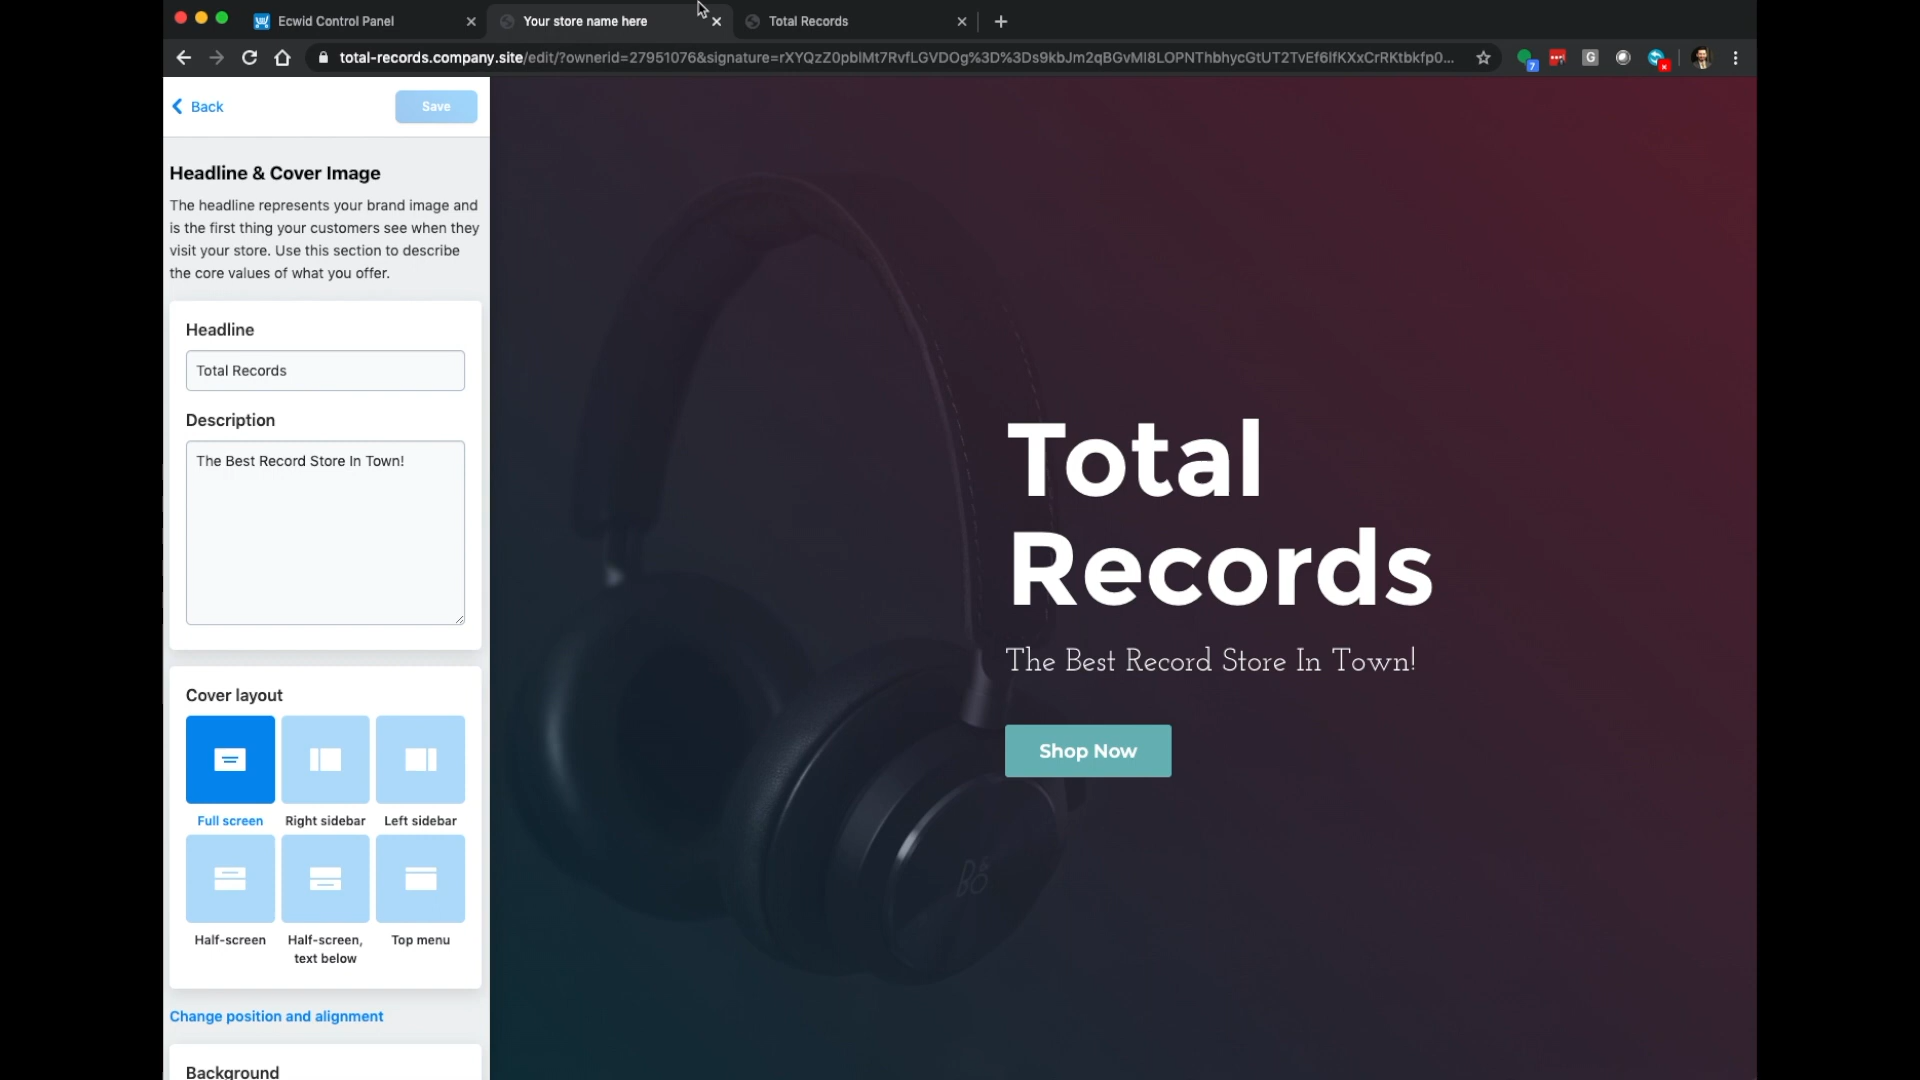 Ecwid Control Panel
Your store name here
Total Records
total-records.company.site/edit/?ownerid=27951076&signature=rXYQzZ0pblMt7RvfLGVDOg%3D%3Ds9kbJm2qBGvMI8LOPNThbhycGtUT2TvEf6IfKXxCrRKtbkfp0...
7
G
Back
Save
Headline & Cover Image
The headline represents your brand image and
is the first thing your customers see when they
visit your store. Use this section to describe
the core values of what you offer.
Headline
Total Records
Description
The Best Record Store In Town!
Cover layout
Full screen
Right sidebar
Left sidebar
Half-screen
Half-screen,
text below
Top menu
Change position and alignment
Background
Total
Records
The Best Record Store In Town!
Shop Now
B&O